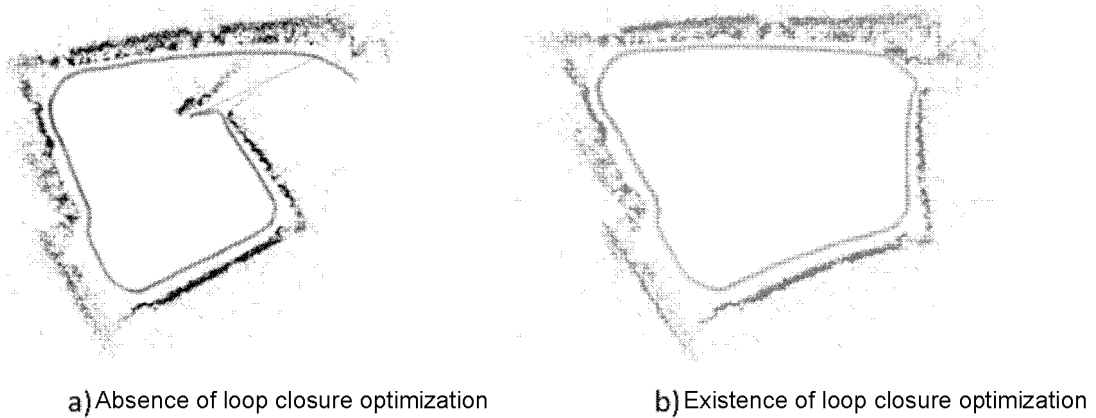 a) Absence of loop closure optimization
b) Existence of loop closure optimization